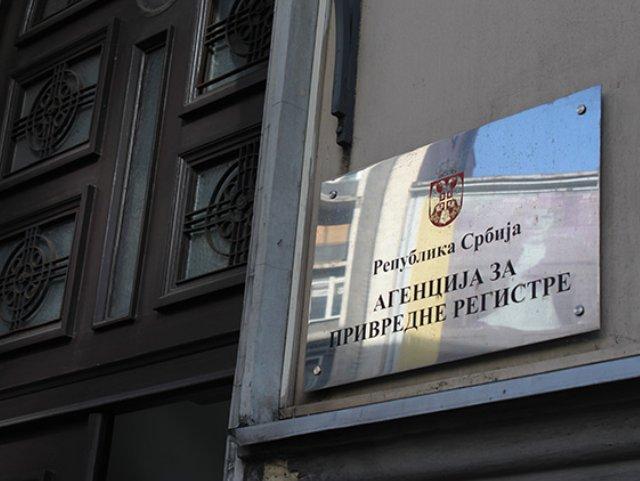 Република Србија
АГЕНЦИЈА ЗА
ПРИВРЕДНЕ РЕГИСТРЕ